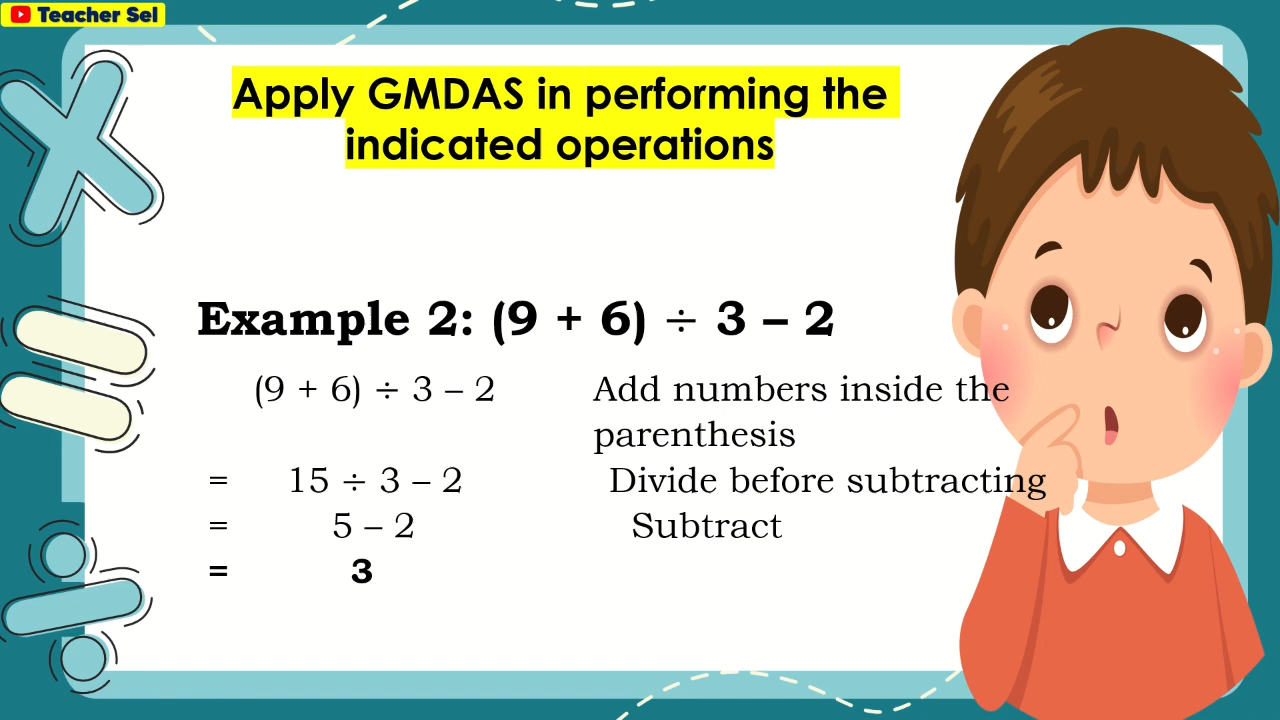 Teacher Sel
Apply GMDAS in performing the
indicated operations
Example 2: (9 + 6) ÷ 3 – 2
(9 + 6) ÷ 3 – 2 Add numbers inside the
parenthesis
= 15 ÷ 3 – 2 Divide before subtracting
= 5 – 2 Subtract
= 3